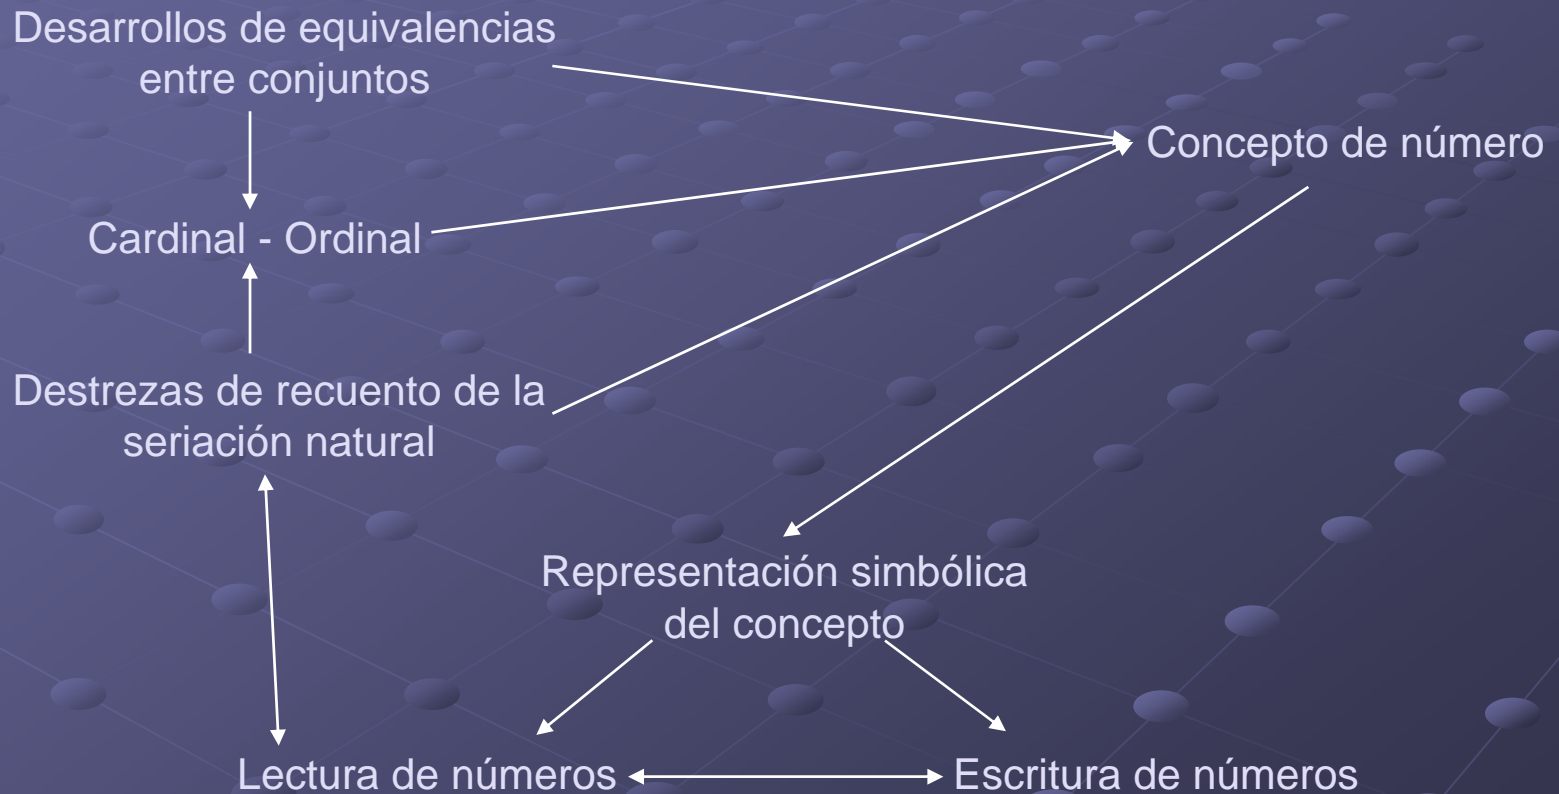 Desarrollos de equivalencias
entre conjuntos
Concepto de número
Cardinal - Ordinal
Destrezas de recuento de la
seriación natural
Representación simbólica
del concepto
Lectura de números
Escritura de números